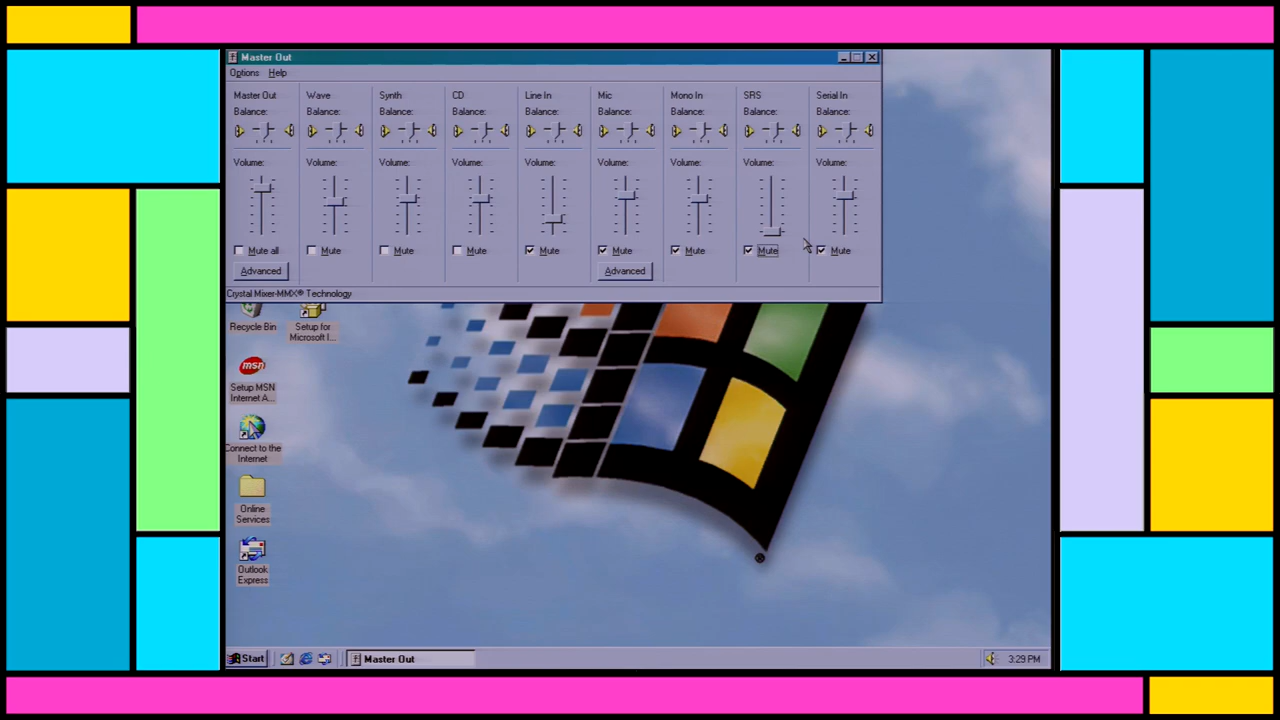 Master Out
Options Help
Master Out Wave Synth CD Line In Mic Mono In SRS Serial In
Balance: Balance: Balance: Balance: Balance: Balance: Balance: Balance: Balance:
Volume: Volume: Volume: Volume: Volume: Volume: Volume: Volume: Volume:
Mute all Mute Mute Mute Mute Mute Mute Mute Mute
Advanced Advanced
Crystal Mixer-MMX® Technology
Recycle Bin
Setup for
Microsoft I...
msn
Setup MSN
Internet A...
Connect to the
Internet
Online
Services
Outlook
Express
Start Master Out 3:29 PM